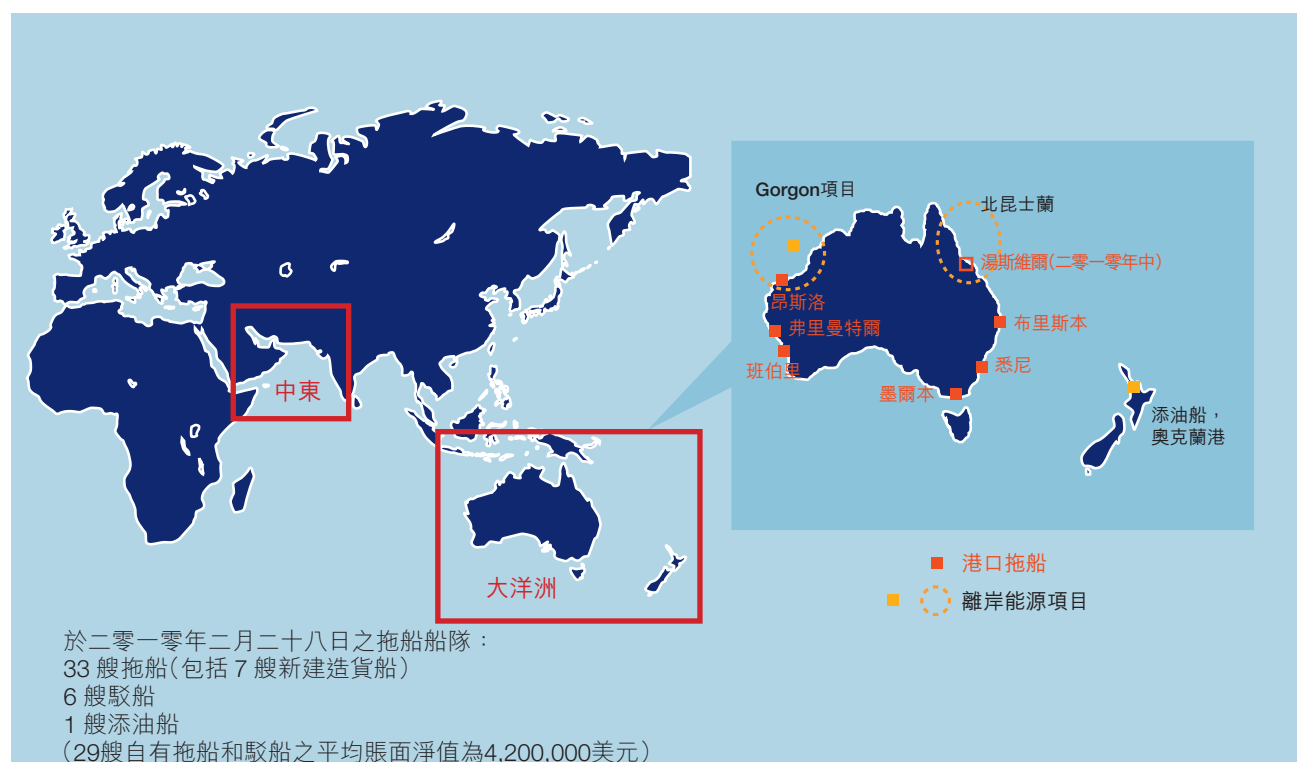 Gorgon項目
北昆士蘭
湯斯維爾(二零一零年中)
昂斯洛
弗里曼特爾
布里斯本
班伯里
悉尼
墨爾本
添油船，
奧克蘭港
中東
大洋洲
港口拖船
離岸能源項目
於二零一零年二月二十八日之拖船船隊：
33 艘拖船(包括 7 艘新建造貨船)
6 艘駁船
1 艘添油船
(29艘自有拖船和駁船之平均賬面淨值為4,200,000美元)